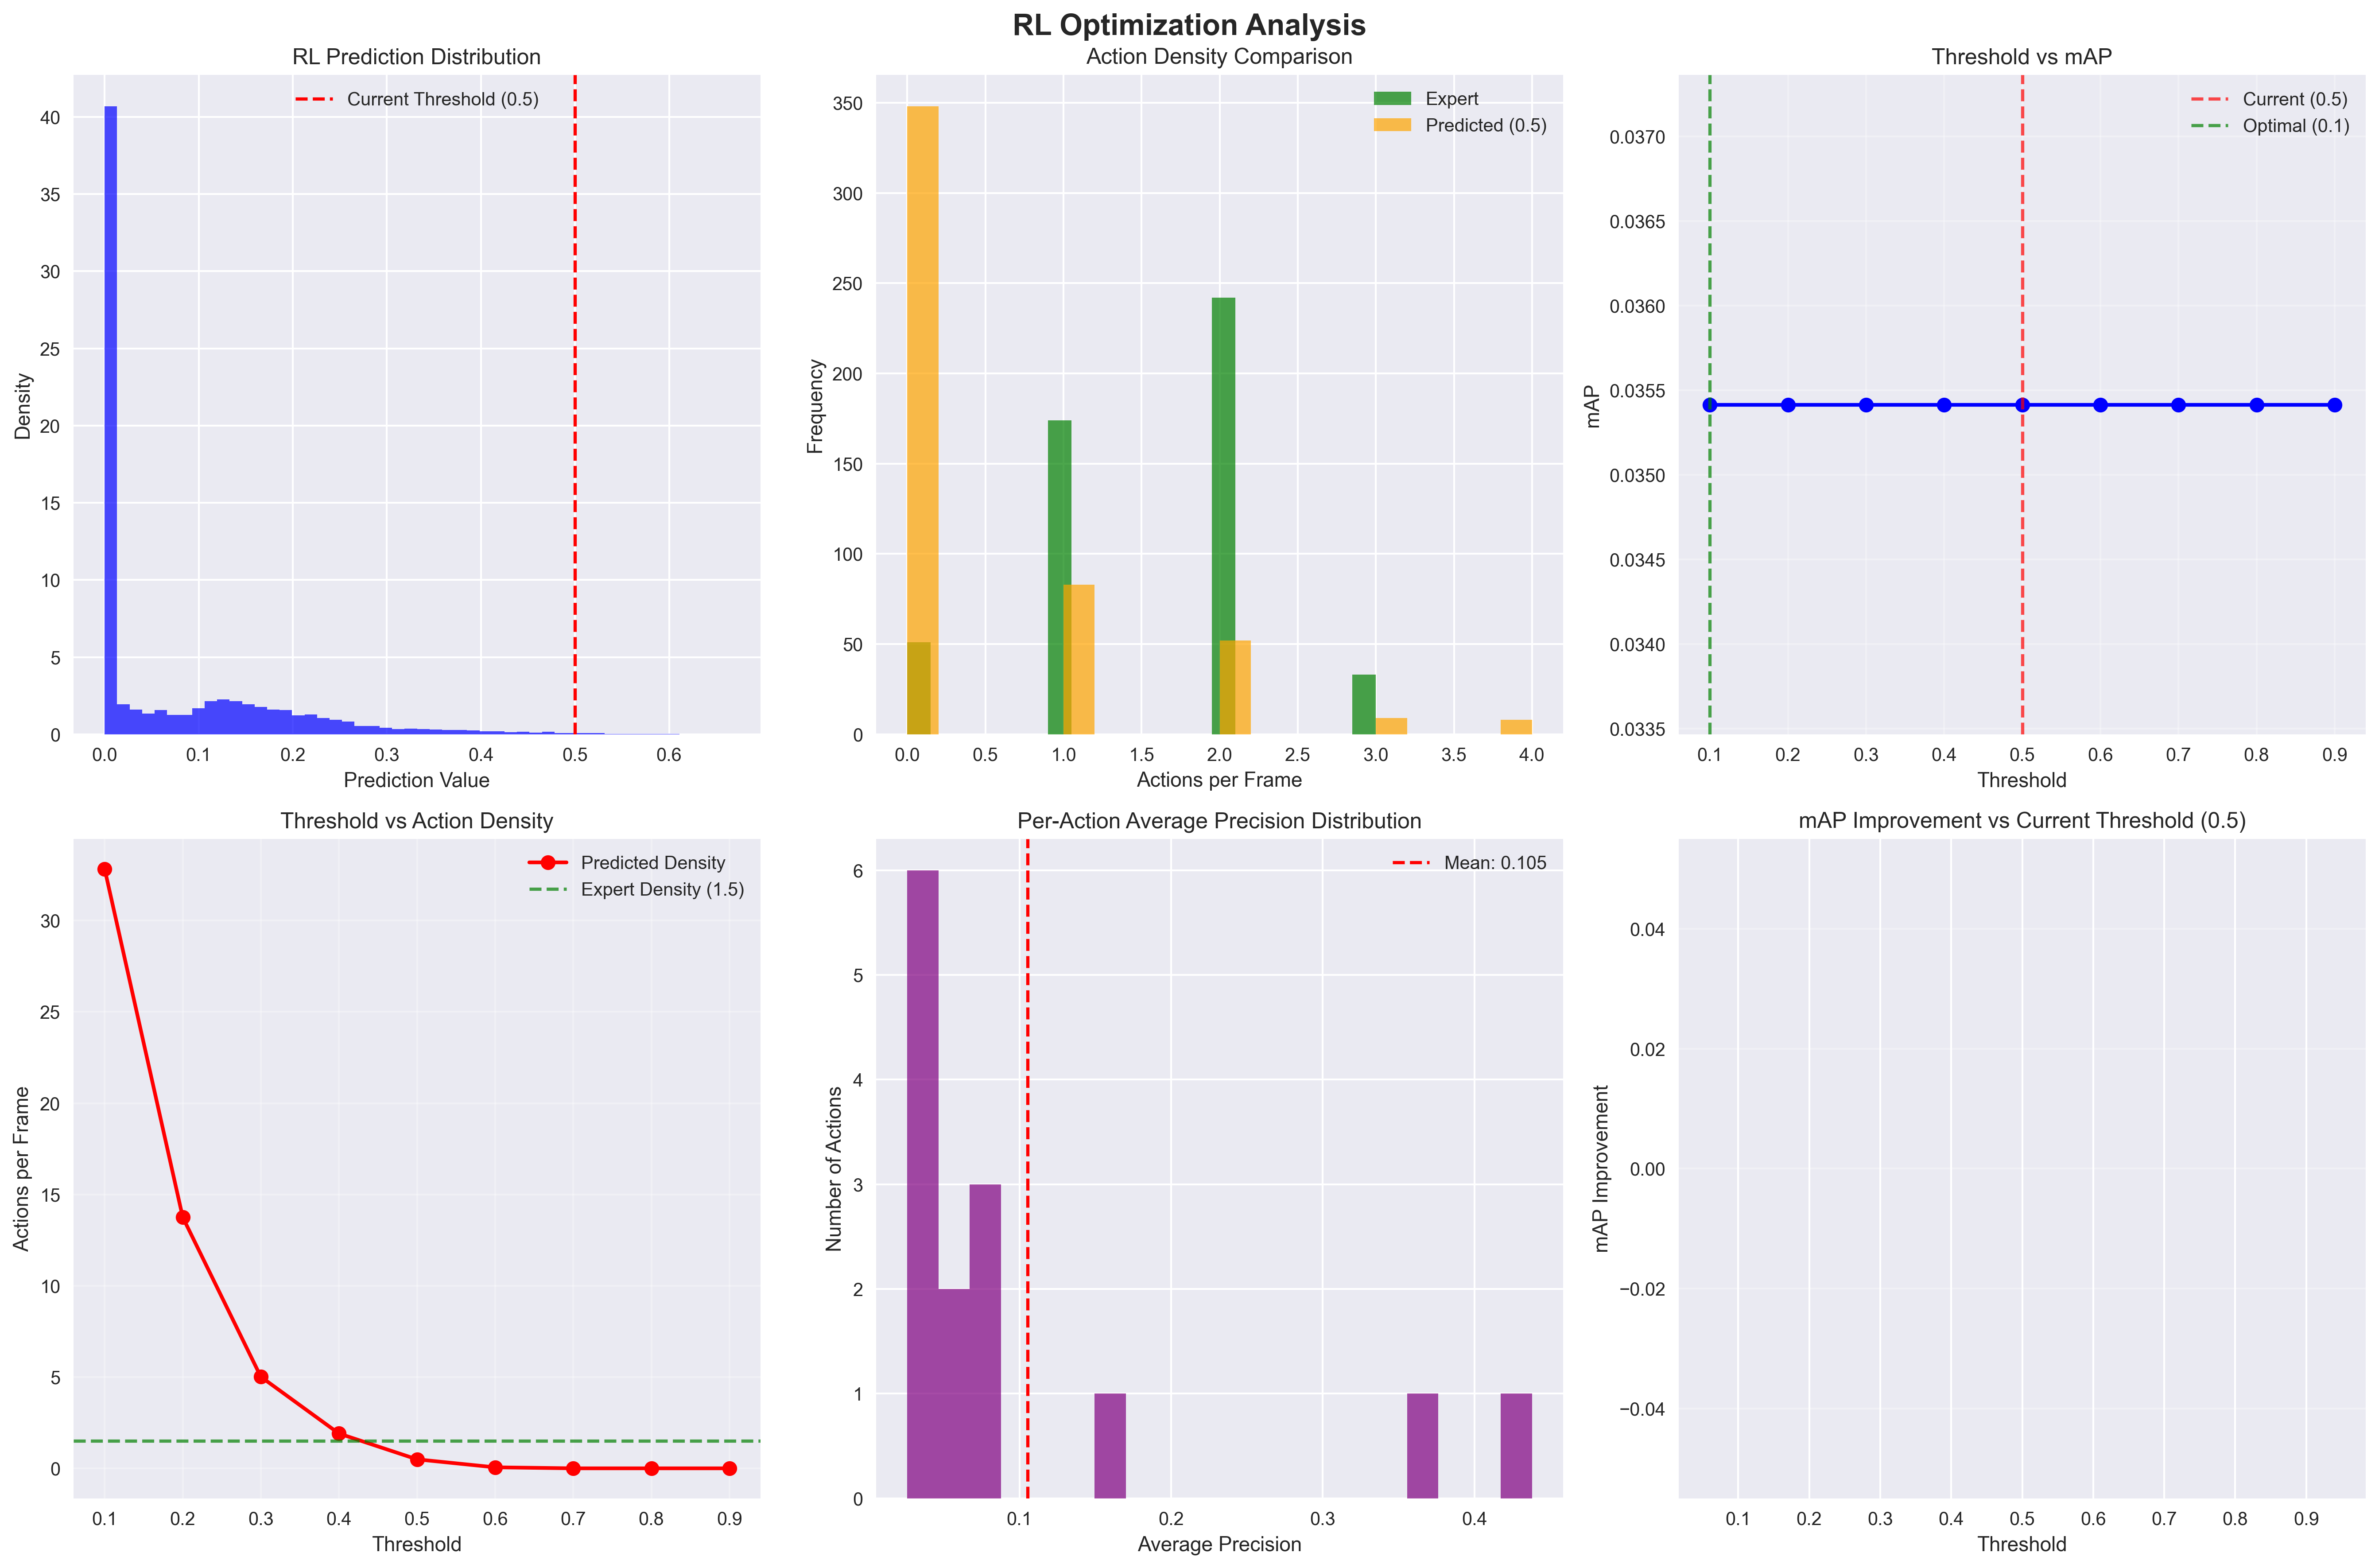 RL Optimization Analysis
RL Prediction Distribution
Current Threshold (0.5)
Density
40
35
30
25
20
15
10
5
0
0.0 0.1 0.2 0.3 0.4 0.5 0.6
Prediction Value
Action Density Comparison
Expert
Predicted (0.5)
Frequency
350
300
250
200
150
100
50
0
0.0 0.5 1.0 1.5 2.0 2.5 3.0 3.5 4.0
Actions per Frame
Threshold vs mAP
Current (0.5)
Optimal (0.1)
mAP
0.0370
0.0365
0.0360
0.0355
0.0350
0.0345
0.0340
0.0335
0.1 0.2 0.3 0.4 0.5 0.6 0.7 0.8 0.9
Threshold
Threshold vs Action Density
Predicted Density
Expert Density (1.5)
Actions per Frame
30
25
20
15
10
5
0
0.1 0.2 0.3 0.4 0.5 0.6 0.7 0.8 0.9
Threshold
Per-Action Average Precision Distribution
Mean: 0.105
Number of Actions
6
5
4
3
2
1
0
0.1 0.2 0.3 0.4
Average Precision
mAP Improvement vs Current Threshold (0.5)
mAP Improvement
0.04
0.02
0.00
−0.02
−0.04
0.1 0.2 0.3 0.4 0.5 0.6 0.7 0.8 0.9
Threshold